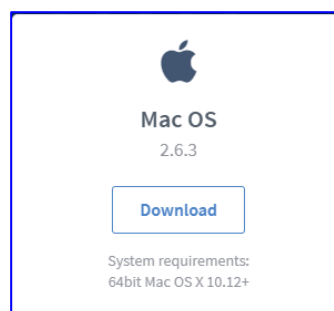 Mac OS
2.6.3
Download
System requirements:
64bit Mac OS X 10.12+